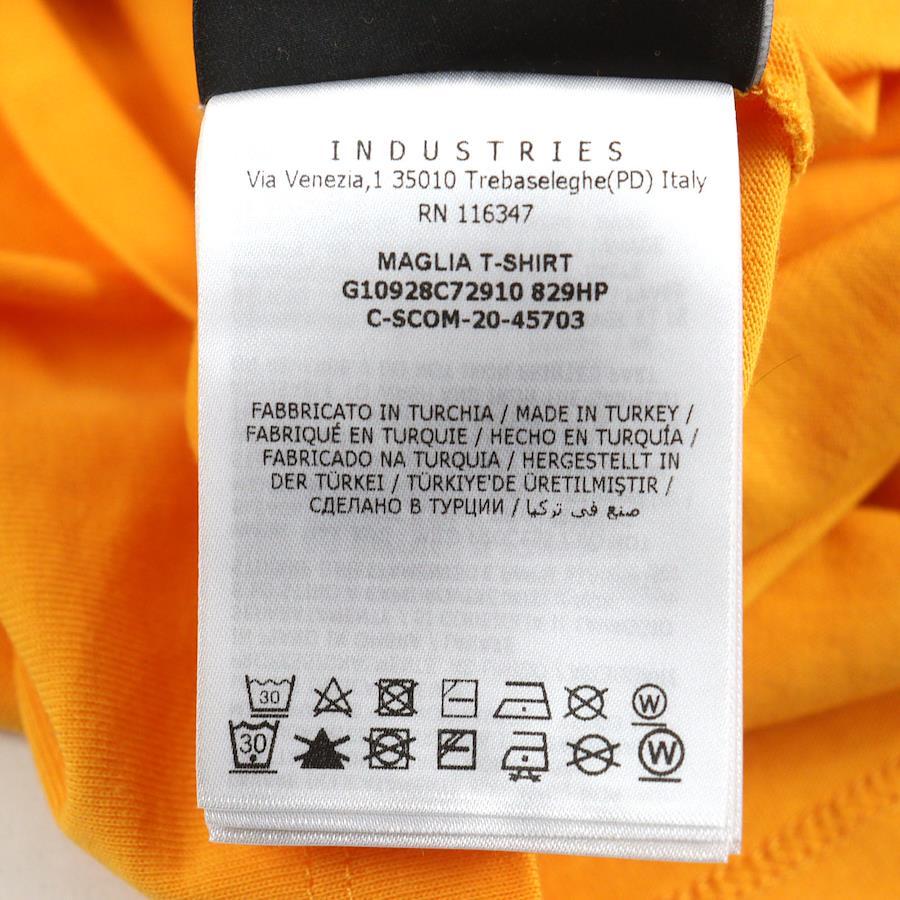 INDUSTRIES
Via Venezia,1 35010 Trebaseleghe(PD) Italy
RN 116347
MAGLIA T-SHIRT
G10928C72910 829HP
C-SCOM-20-45703
FABBRICATO IN TURCHIA / MADE IN TURKEY /
FABRIQUÉ EN TURQUIE / HECHO EN TURQUÍA /
FABRICADO NA TURQUIA / HERGESTELLT IN
DER TÜRKEI / TÜRKIYE'DE ÜRETILMIŞTIR /
СДЕЛАНО В ТУРЦИИ / صنع في تركيا
30 W
30 W